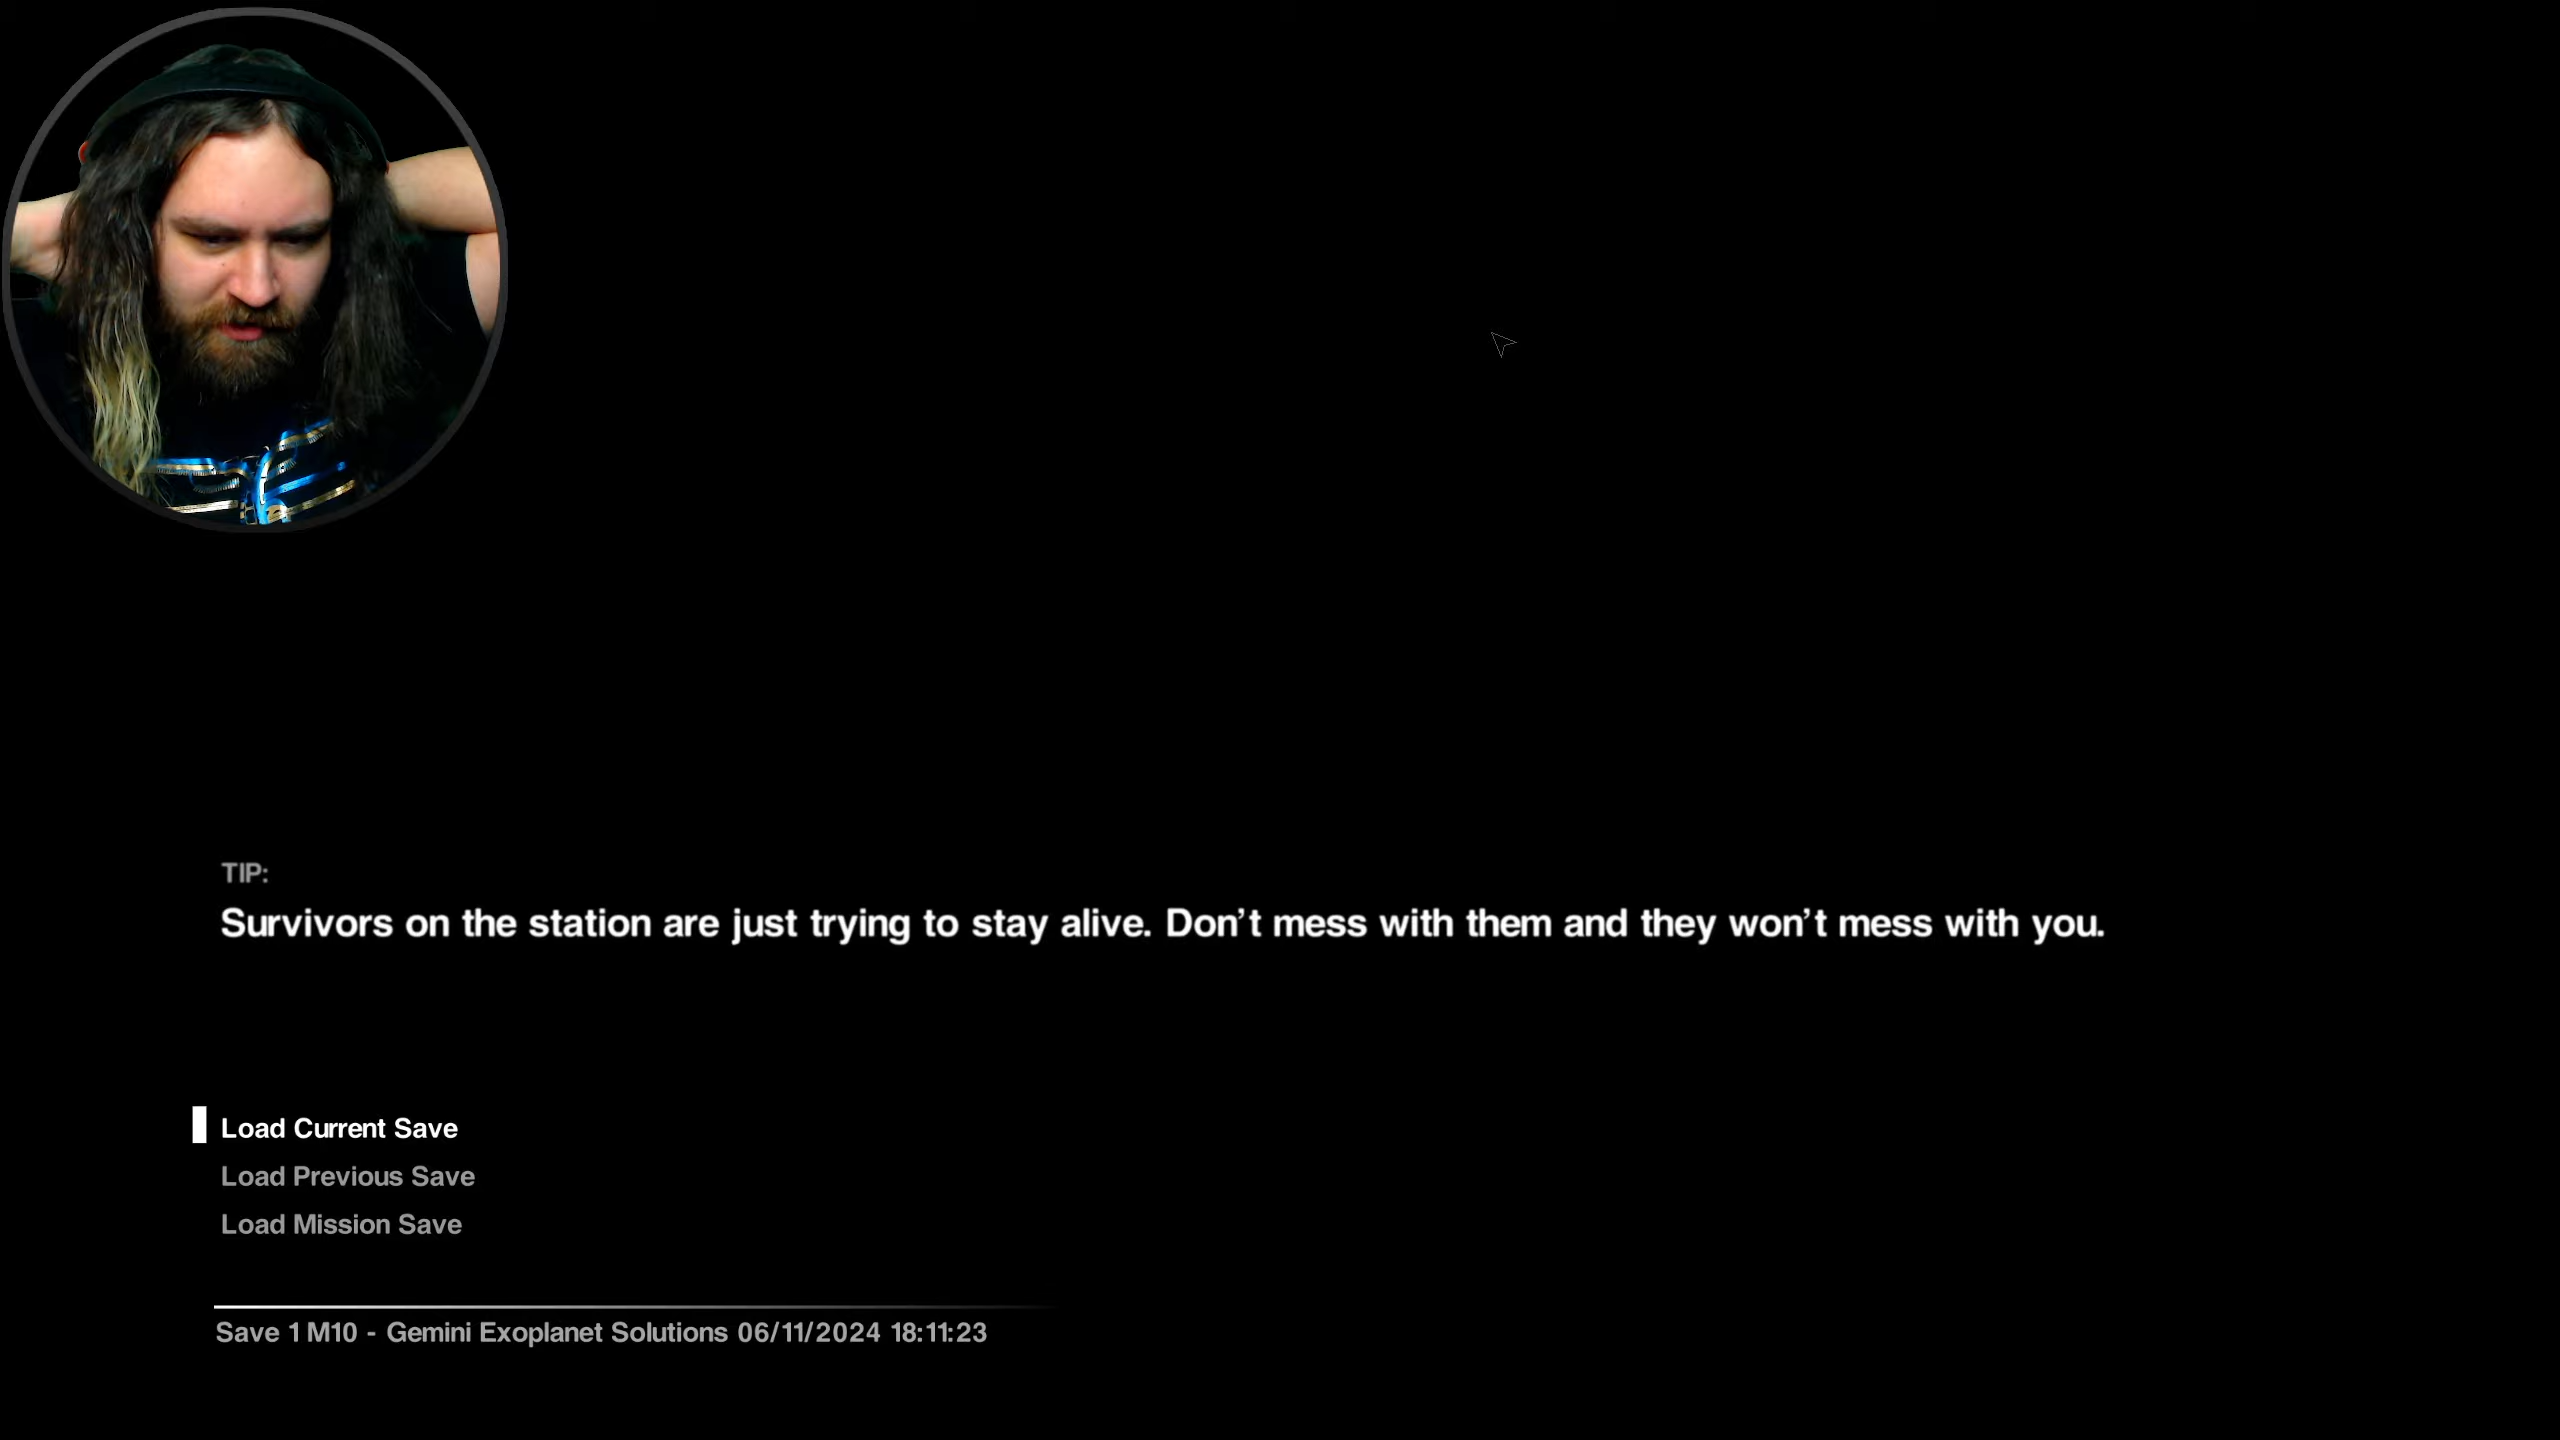 TIP:
Survivors on the station are just trying to stay alive. Don’t mess with them and they won’t mess with you.
Load Current Save
Load Previous Save
Load Mission Save
Save 1 M10 - Gemini Exoplanet Solutions 06/11/2024 18:11:23